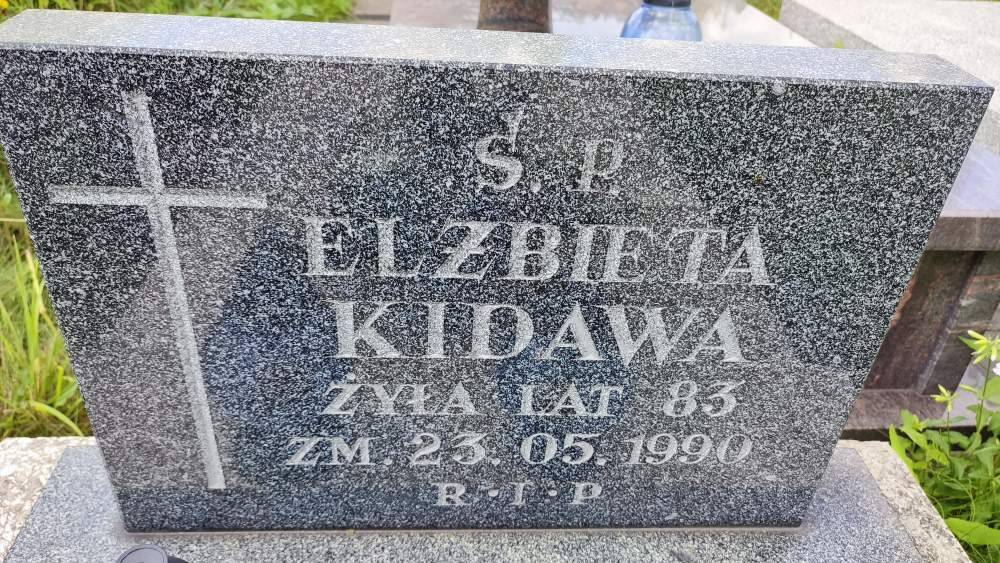 Ś. P.
ELŻBIETA
KIDAWA
ŻYŁA LAT 83
ZM. 23. 05. 1990
R·I·P